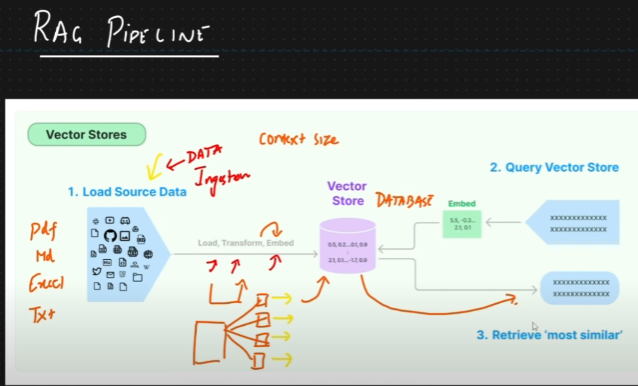 RAG PIPELINE
Vector Stores
Context size
← DATA
Ingestion
1. Load Source Data
2. Query Vector Store
Vector
Store
DATABASE
Embed
5.5, -0.3...
2.1, 0.1
XXXXXXXXXXXXX
XXXXXXXXXXXXX
Pdf
Md
Excel
Txt
Load, Transform, Embed
0.5, 0.2....0.1, 0.9
2.1, 0.1....-1.7, 0.9
XXXXXXXXXXXXX
XXXXXXXXXXXXX
3. Retrieve 'most similar'